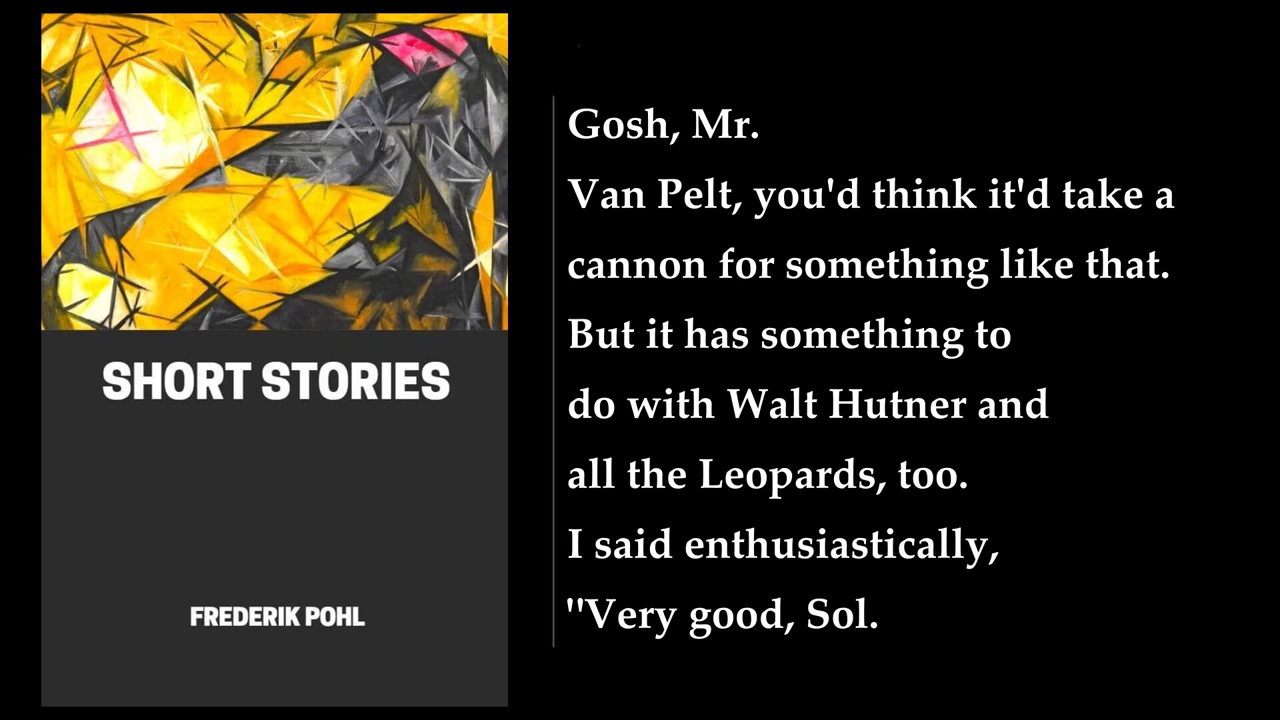 SHORT STORIES
FREDERIK POHL
Gosh, Mr.
Van Pelt, you'd think it'd take a
cannon for something like that.
But it has something to
do with Walt Hutner and
all the Leopards, too.
I said enthusiastically,
"Very good, Sol.